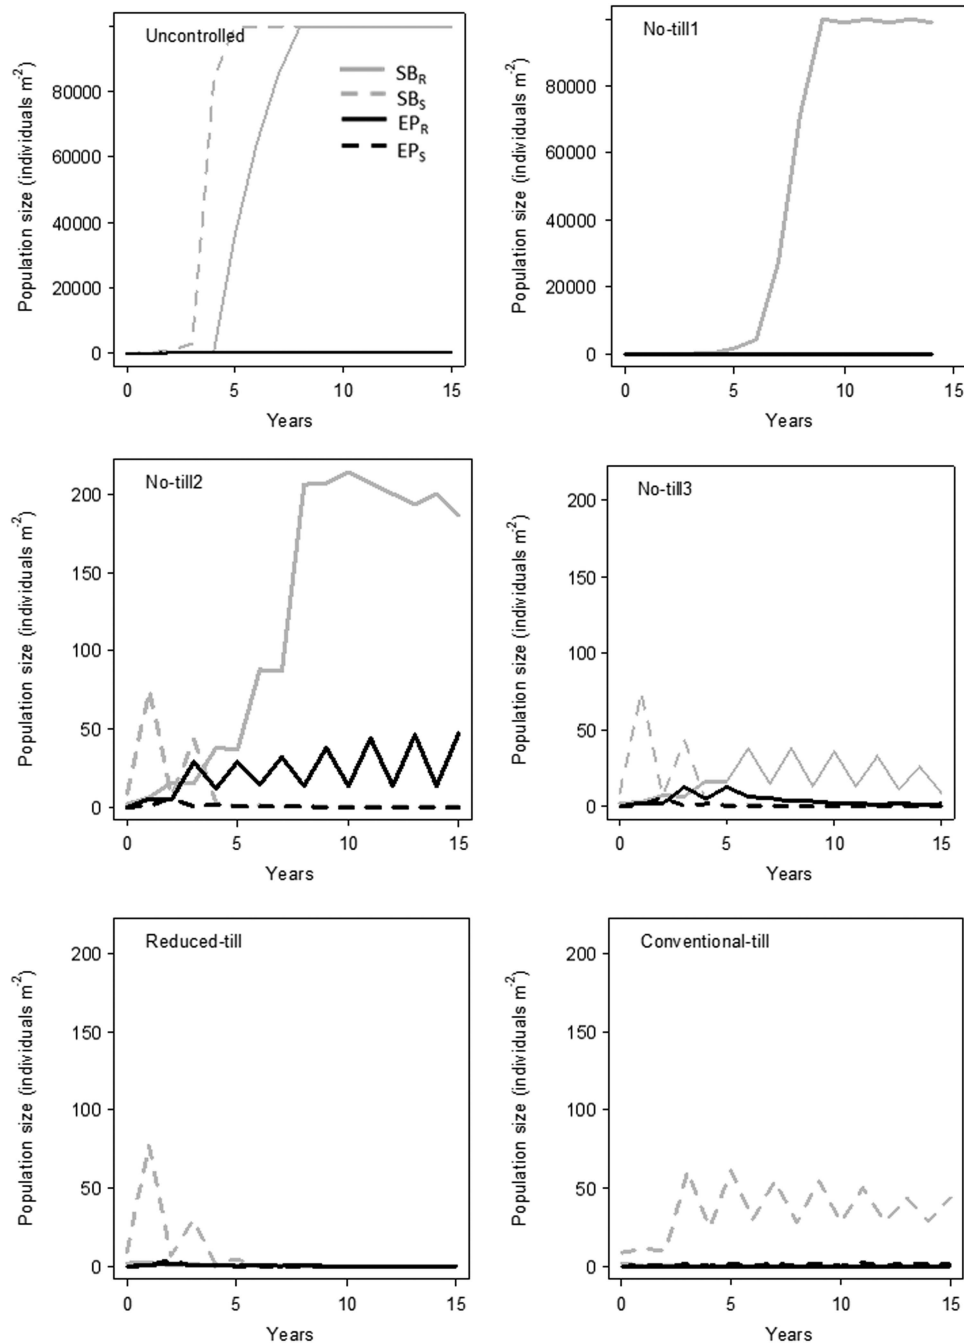 Uncontrolled
SB_R
SB_S
EP_R
EP_S
80000
60000
40000
20000
0
Population size (individuals m⁻²)
0 5 10 15
Years
No-till1
80000
60000
40000
20000
0
Population size (individuals m⁻²)
0 5 10 15
Years
No-till2
200
150
100
50
0
Population size (individuals m⁻²)
0 5 10 15
Years
No-till3
200
150
100
50
0
Population size (individuals m⁻²)
0 5 10 15
Years
Reduced-till
200
150
100
50
0
Population size (individuals m⁻²)
0 5 10 15
Years
Conventional-till
200
150
100
50
0
Population size (individuals m⁻²)
0 5 10 15
Years